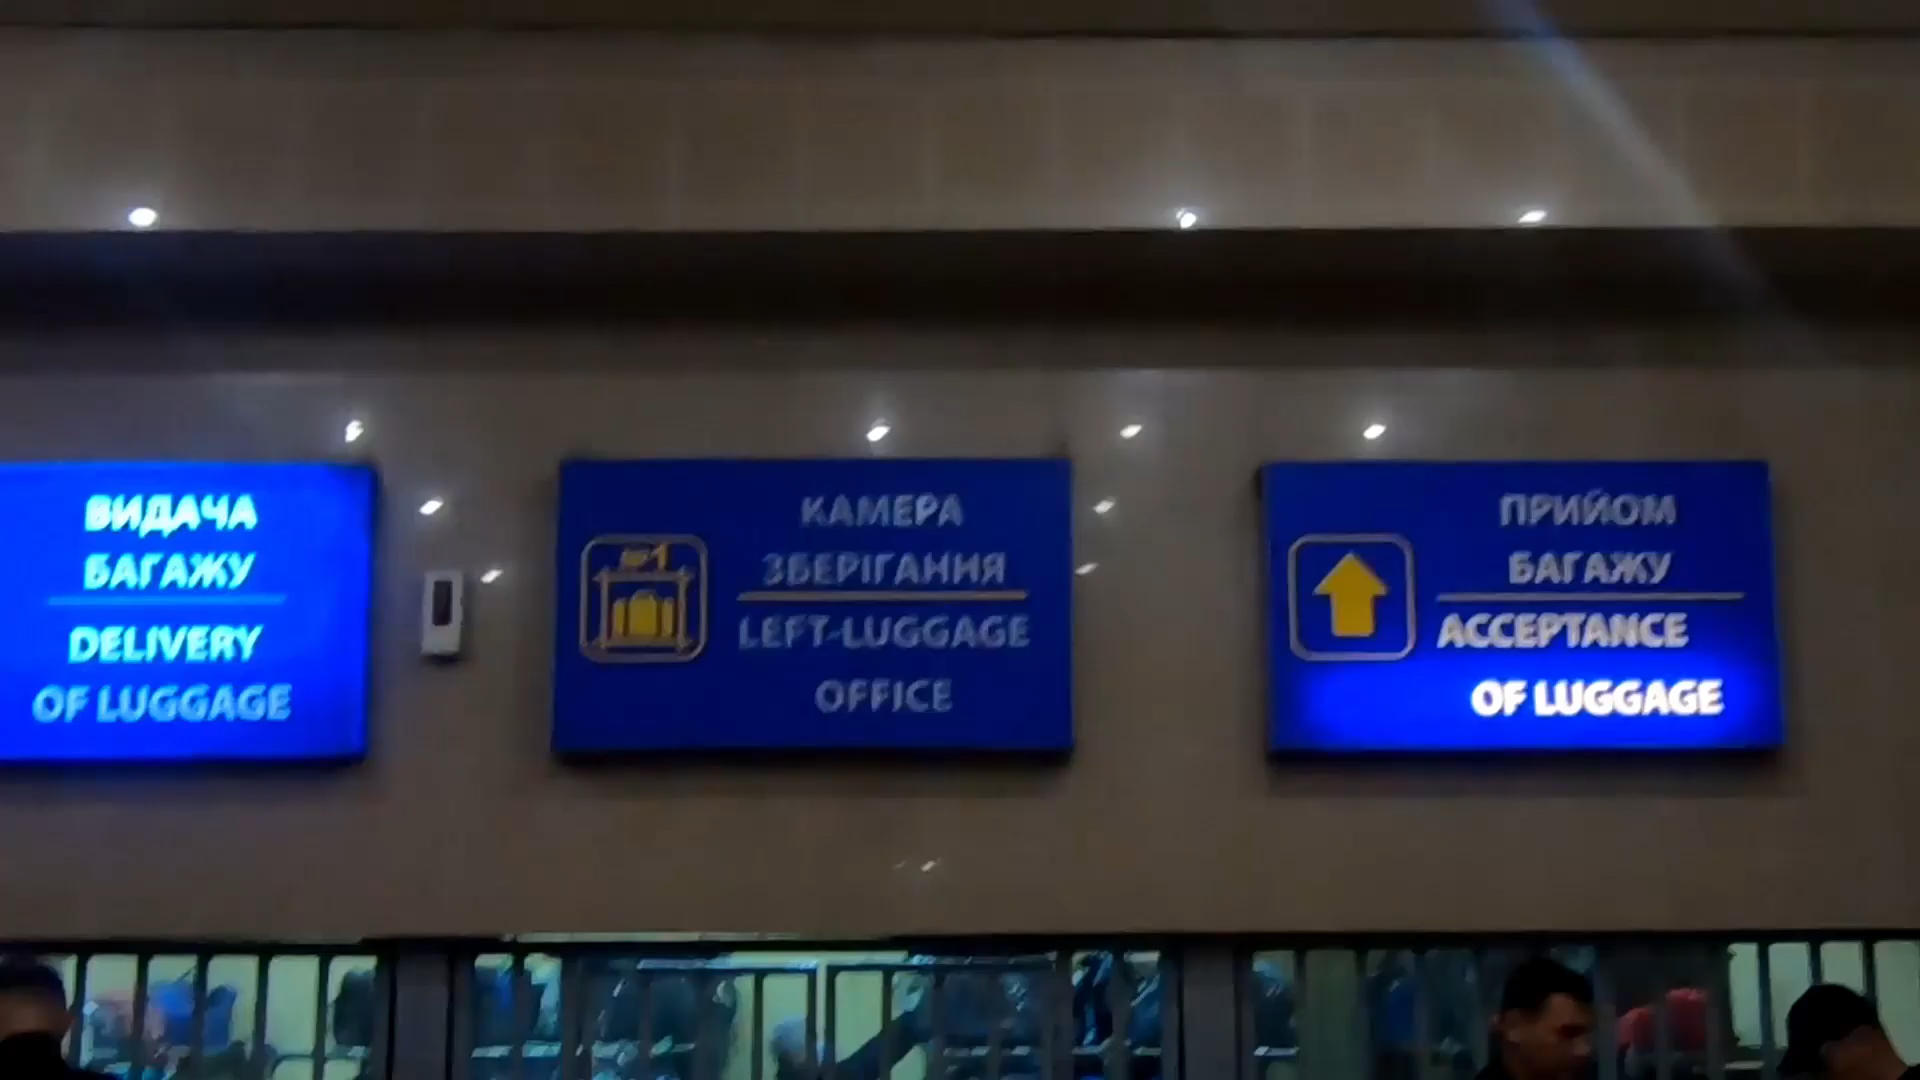 ВИДАЧА
БАГАЖУ
DELIVERY
OF LUGGAGE
КАМЕРА
ЗБЕРІГАННЯ
LEFT-LUGGAGE
OFFICE
ПРИЙОМ
БАГАЖУ
ACCEPTANCE
OF LUGGAGE